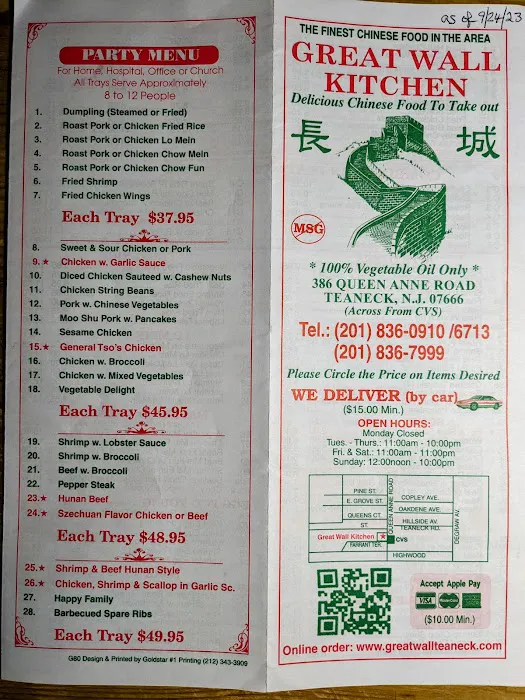 PARTY MENU
For Home, Hospital, Office or Church
All Trays Serve Approximately
8 to 12 People
1. Dumpling (Steamed or Fried)
2. Roast Pork or Chicken Fried Rice
3. Roast Pork or Chicken Lo Mein
4. Roast Pork or Chicken Chow Mein
5. Roast Pork or Chicken Chow Fun
6. Fried Shrimp
7. Fried Chicken Wings
Each Tray $37.95
8. Sweet & Sour Chicken or Pork
9.★ Chicken w. Garlic Sauce
10. Diced Chicken Sauteed w. Cashew Nuts
11. Chicken String Beans
12. Pork w. Chinese Vegetables
13. Moo Shu Pork w. Pancakes
14. Sesame Chicken
15.★ General Tso's Chicken
16. Chicken w. Broccoli
17. Chicken w. Mixed Vegetables
18. Vegetable Delight
Each Tray $45.95
19. Shrimp w. Lobster Sauce
20. Shrimp w. Broccoli
21. Beef w. Broccoli
22. Pepper Steak
23.★ Hunan Beef
24.★ Szechuan Flavor Chicken or Beef
Each Tray $48.95
25.★ Shrimp & Beef Hunan Style
26.★ Chicken, Shrimp & Scallop in Garlic Sc.
27. Happy Family
28. Barbecued Spare Ribs
Each Tray $49.95
G80 Design & Printed by Goldstar #1 Printing (212) 343-3909
as of 9/24/23
THE FINEST CHINESE FOOD IN THE AREA
GREAT WALL
KITCHEN
Delicious Chinese Food To Take out
長 城
MSG
* 100% Vegetable Oil Only *
386 QUEEN ANNE ROAD
TEANECK, N.J. 07666
(Across From CVS)
Tel.: (201) 836-0910 /6713
(201) 836-7999
Please Circle the Price on Items Desired
WE DELIVER (by car)
($15.00 Min.)
OPEN HOURS:
Monday Closed
Tues. - Thurs.: 11:00am - 10:00pm
Fri. & Sat.: 11:00am - 11:00pm
Sunday: 12:00noon - 10:00pm
PINE ST.
E. GROVE ST.
QUEENS CT.
ST.
Great Wall Kitchen ★
FARRANT TER.
QUEEN ANNE ROAD
COPLEY AVE.
OAKDENE AVE.
HILLSIDE AV.
TEANECK RD.
CVS
HIGHWOOD
DEGRAW AV.
Accept Apple Pay
VISA MasterCard
($10.00 Min.)
Online order: www.greatwallteaneck.com